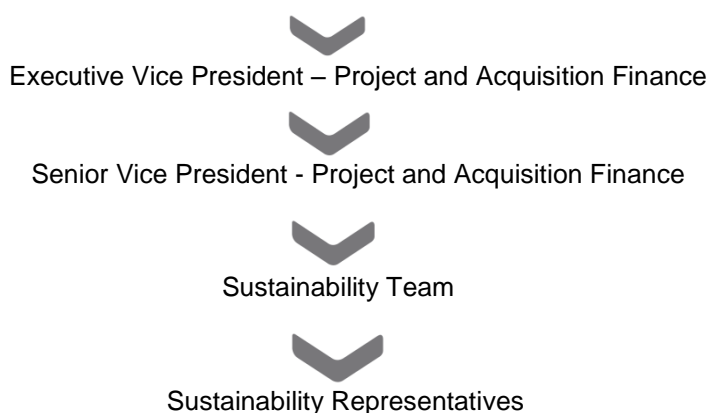 Executive Vice President – Project and Acquisition Finance
Senior Vice President - Project and Acquisition Finance
Sustainability Team
Sustainability Representatives